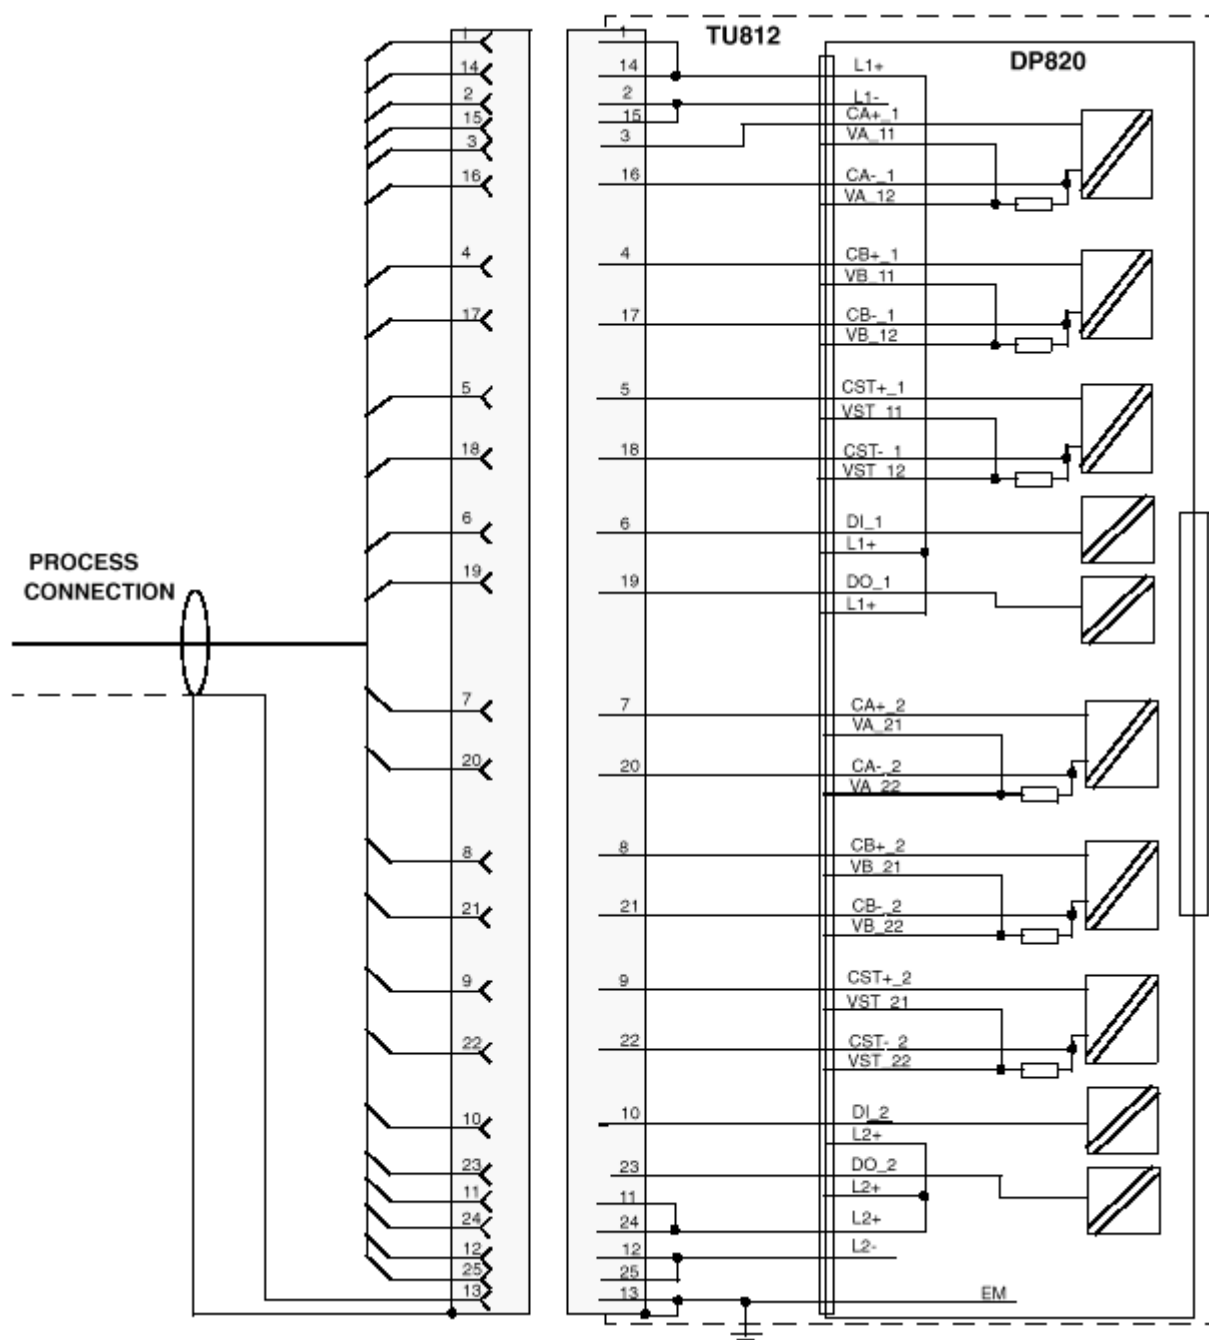 TU812
DP820
PROCESS
CONNECTION
1
14
2
15
3
16
4
17
5
18
6
19
7
20
8
21
9
22
10
23
11
24
12
25
13
1
14
2
15
3
16
4
17
5
18
6
19
7
20
8
21
9
22
10
23
11
24
12
25
13
L1+
L1-
CA+_1
VA_11
CA-_1
VA_12
CB+_1
VB_11
CB-_1
VB_12
CST+_1
VST_11
CST-_1
VST_12
DI_1
L1+
DO_1
L1+
CA+_2
VA_21
CA-_2
VA_22
CB+_2
VB_21
CB-_2
VB_22
CST+_2
VST_21
CST-_2
VST_22
DI_2
L2+
DO_2
L2+
L2+
L2-
EM